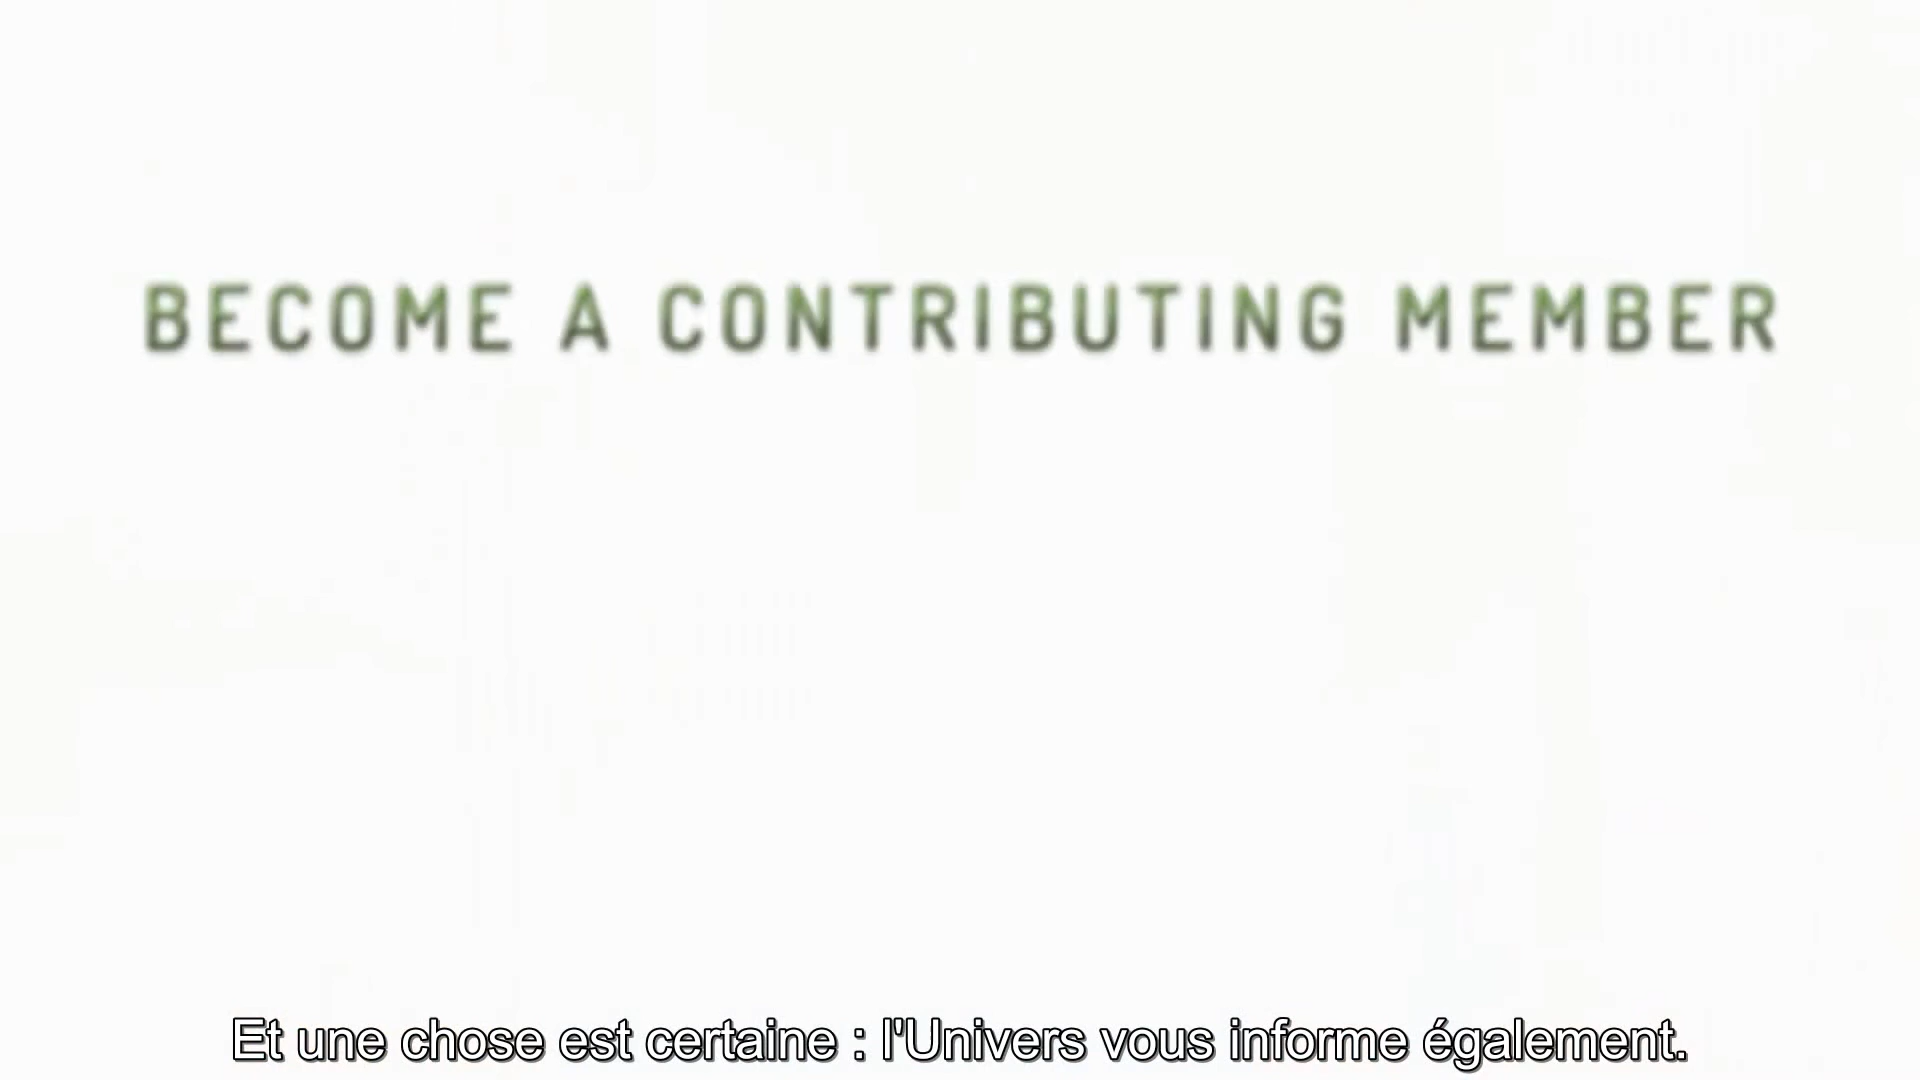 BECOME A CONTRIBUTING MEMBER
Et une chose est certaine : l'Univers vous informe également.